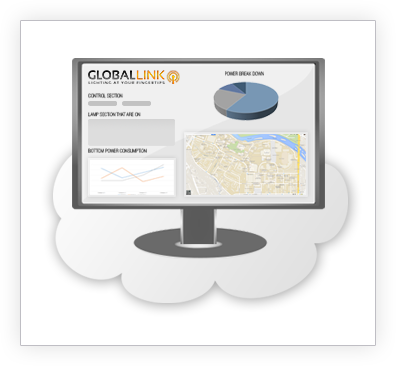 GLOBALLINK
LIGHTING AT YOUR FINGERTIPS
POWER BREAK DOWN
CONTROL SECTION
LAMP SECTION THAT ARE ON
BOTTOM POWER CONSUMPTION